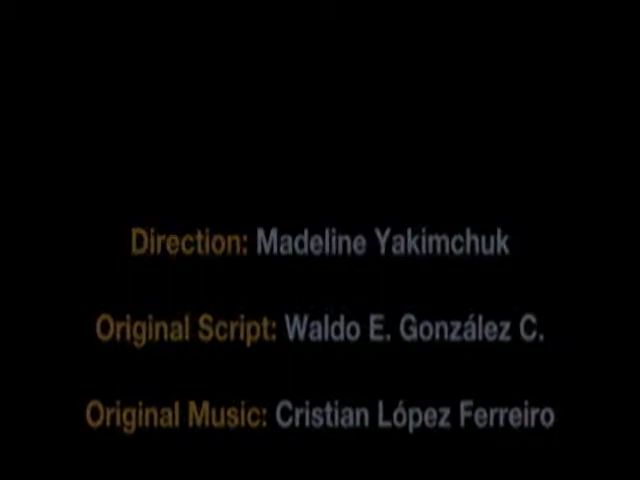 Direction: Madeline Yakimchuk
Original Script: Waldo E. González C.
Original Music: Cristian López Ferreiro